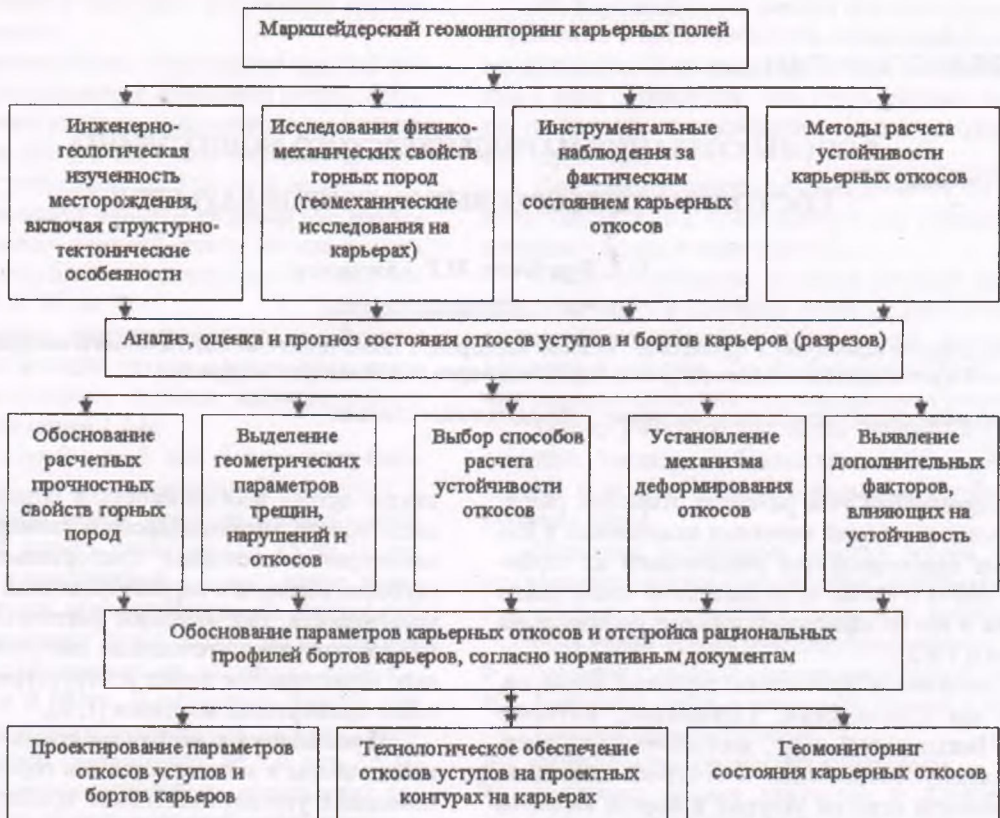 Маркшейдерский геомониторинг карьерных полей
Инженерно-
геологическая
изученность
месторождения,
включая структурно-
тектонические
особенности
Исследования физико-
механических свойств
горных пород
(геомеханические
исследования на
карьерах)
Инструментальные
наблюдения за
фактическим
состоянием карьерных
откосов
Методы расчета
устойчивости
карьерных откосов
Анализ, оценка и прогноз состояния откосов уступов и бортов карьеров (разрезов)
Обоснование
расчетных
прочностных
свойств горных
пород
Выделение
геометрических
параметров
трещин,
нарушений и
откосов
Выбор способов
расчета
устойчивости
откосов
Установление
механизма
деформирования
откосов
Выявление
дополнительных
факторов,
влияющих на
устойчивость
Обоснование параметров карьерных откосов и отстройка рациональных
профилей бортов карьеров, согласно нормативным документам
Проектирование параметров
откосов уступов и
бортов карьеров
Технологическое обеспечение
откосов уступов на проектных
контурах на карьерах
Геомониторинг
состояния карьерных откосов